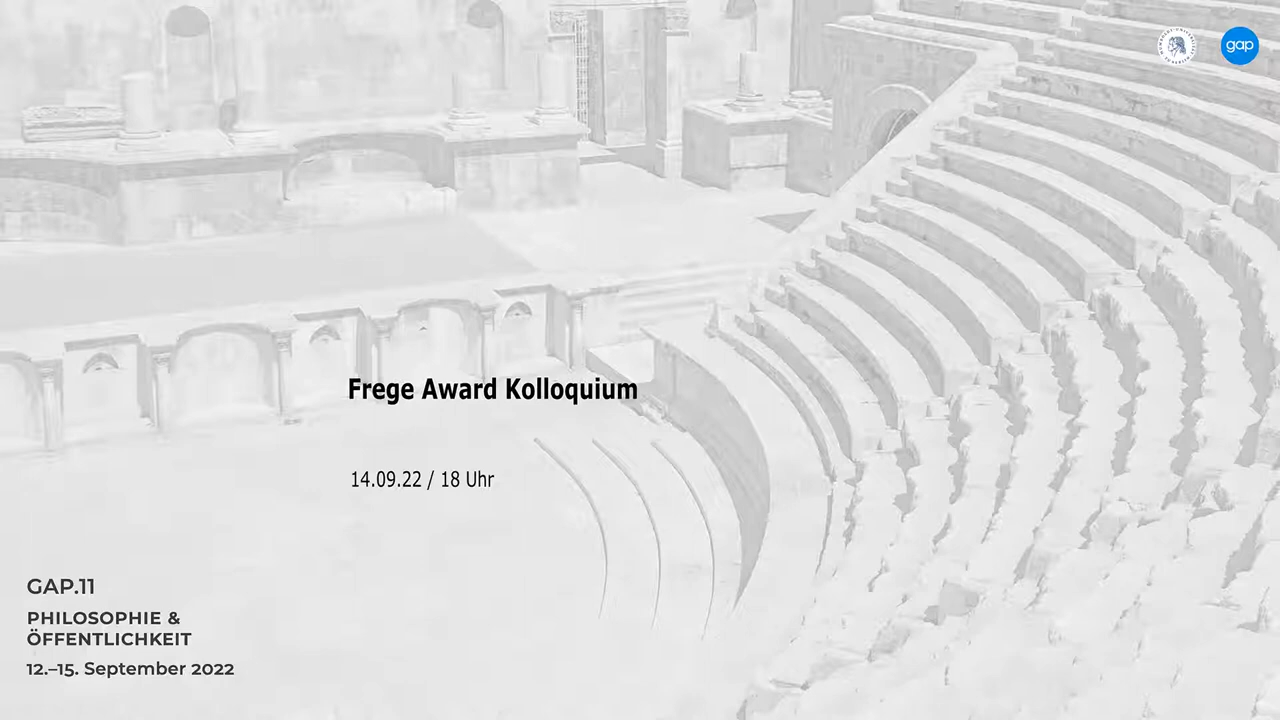 gap
Frege Award Kolloquium
14.09.22 / 18 Uhr
GAP.11
PHILOSOPHIE &
ÖFFENTLICHKEIT
12.–15. September 2022